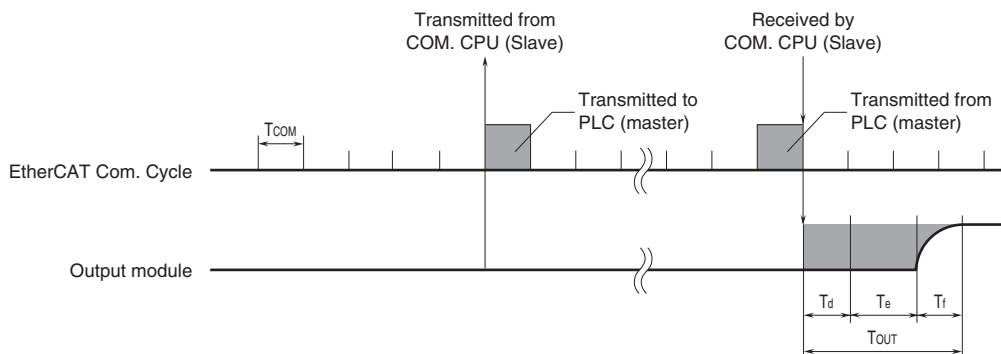 Transmitted from
COM. CPU (Slave)
Received by
COM. CPU (Slave)
TCOM
Transmitted to
PLC (master)
Transmitted from
PLC (master)
EtherCAT Com. Cycle
Output module
Td
Te
Tf
TOUT